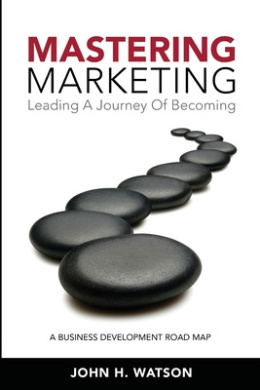 MASTERING
MARKETING
Leading A Journey Of Becoming
A BUSINESS DEVELOPMENT ROAD MAP
JOHN H. WATSON